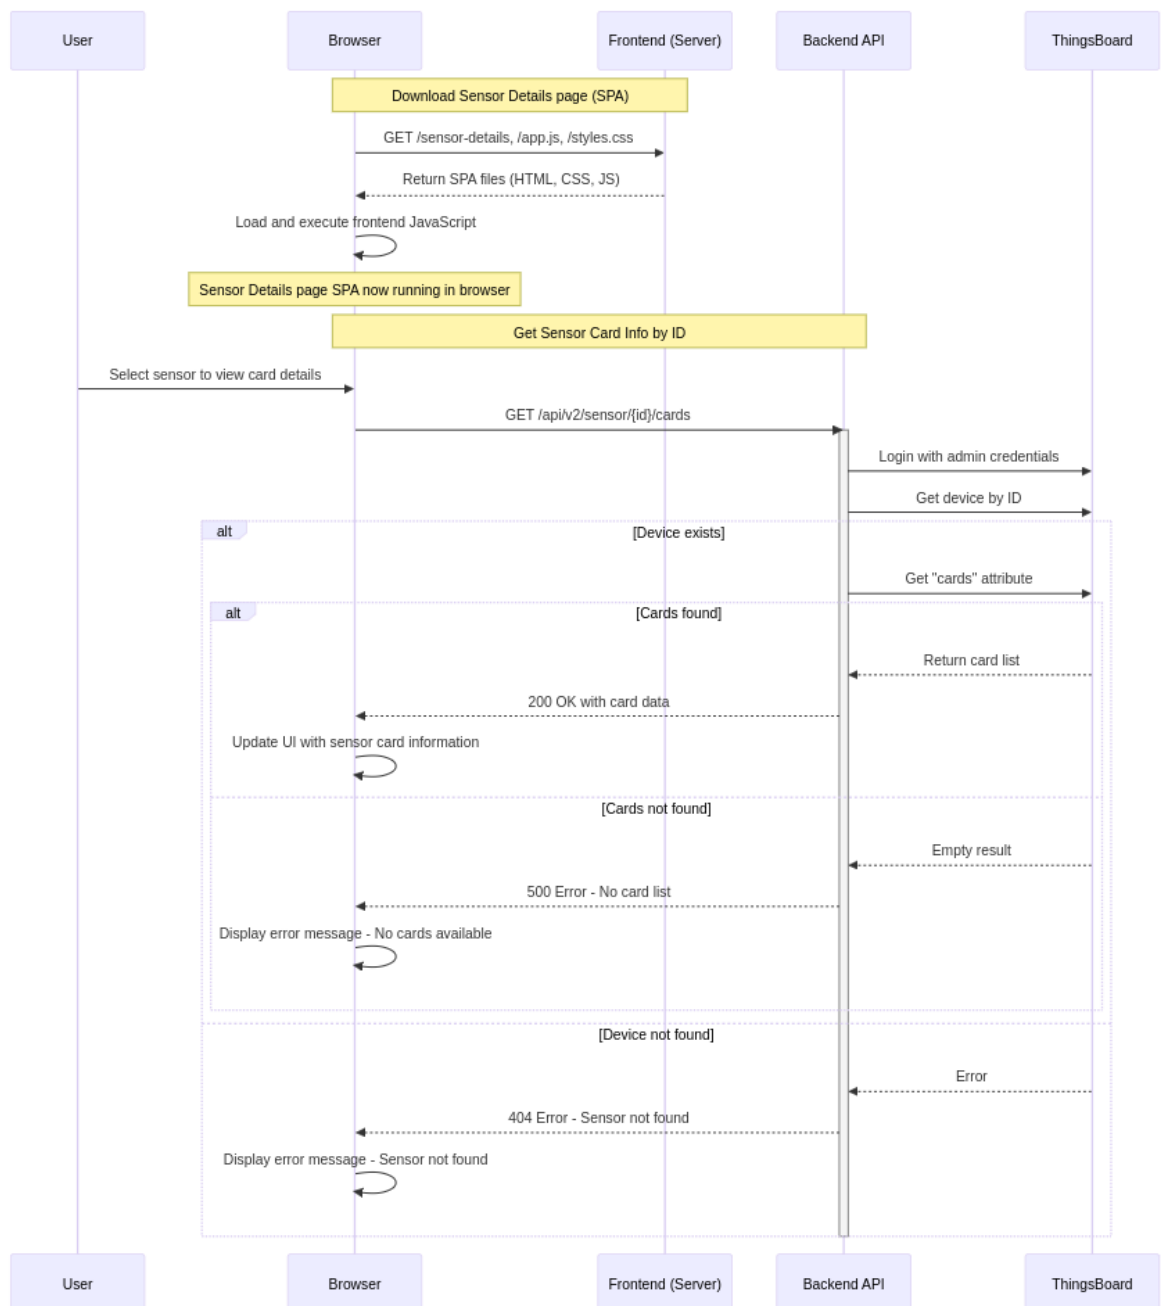 User
Browser
Frontend (Server)
Backend API
ThingsBoard
Download Sensor Details page (SPA)
GET /sensor-details, /app.js, /styles.css
Return SPA files (HTML, CSS, JS)
Load and execute frontend JavaScript
Sensor Details page SPA now running in browser
Get Sensor Card Info by ID
Select sensor to view card details
GET /api/v2/sensor/{id}/cards
Login with admin credentials
Get device by ID
alt
[Device exists]
Get "cards" attribute
alt
[Cards found]
Return card list
200 OK with card data
Update UI with sensor card information
[Cards not found]
Empty result
500 Error - No card list
Display error message - No cards available
[Device not found]
Error
404 Error - Sensor not found
Display error message - Sensor not found
User
Browser
Frontend (Server)
Backend API
ThingsBoard